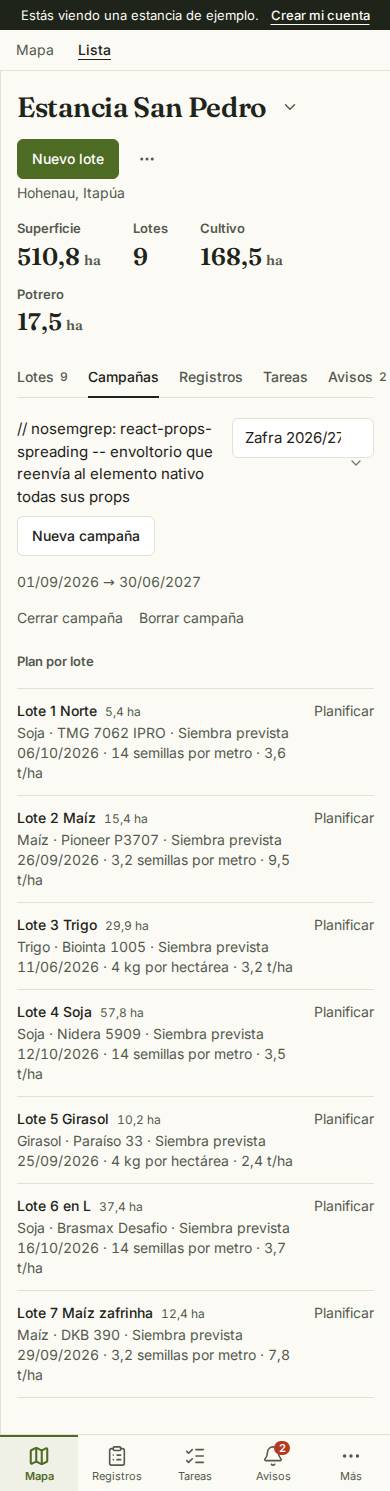 Estás viendo una estancia de ejemplo. Crear mi cuenta
Mapa Lista
Estancia San Pedro
Nuevo lote
Hohenau, Itapúa
Superficie Lotes Cultivo
510,8 ha 9 168,5 ha
Potrero
17,5 ha
Lotes 9 Campañas Registros Tareas Avisos 2
// nosemgrep: react-props-
spreading -- envoltorio que
reenvía al elemento nativo
todas sus props
Zafra 2026/27
Nueva campaña
01/09/2026 → 30/06/2027
Cerrar campaña Borrar campaña
Plan por lote
Lote 1 Norte 5,4 ha Planificar
Soja · TMG 7062 IPRO · Siembra prevista
06/10/2026 · 14 semillas por metro · 3,6
t/ha
Lote 2 Maíz 15,4 ha Planificar
Maíz · Pioneer P3707 · Siembra prevista
26/09/2026 · 3,2 semillas por metro · 9,5
t/ha
Lote 3 Trigo 29,9 ha Planificar
Trigo · Biointa 1005 · Siembra prevista
11/06/2026 · 4 kg por hectárea · 3,2 t/ha
Lote 4 Soja 57,8 ha Planificar
Soja · Nidera 5909 · Siembra prevista
12/10/2026 · 14 semillas por metro · 3,5
t/ha
Lote 5 Girasol 10,2 ha Planificar
Girasol · Paraíso 33 · Siembra prevista
25/09/2026 · 4 kg por hectárea · 2,4 t/ha
Lote 6 en L 37,4 ha Planificar
Soja · Brasmax Desafio · Siembra prevista
16/10/2026 · 14 semillas por metro · 3,7
t/ha
Lote 7 Maíz zafrinha 12,4 ha Planificar
Maíz · DKB 390 · Siembra prevista
29/09/2026 · 3,2 semillas por metro · 7,8
t/ha
2
Mapa Registros Tareas Avisos Más